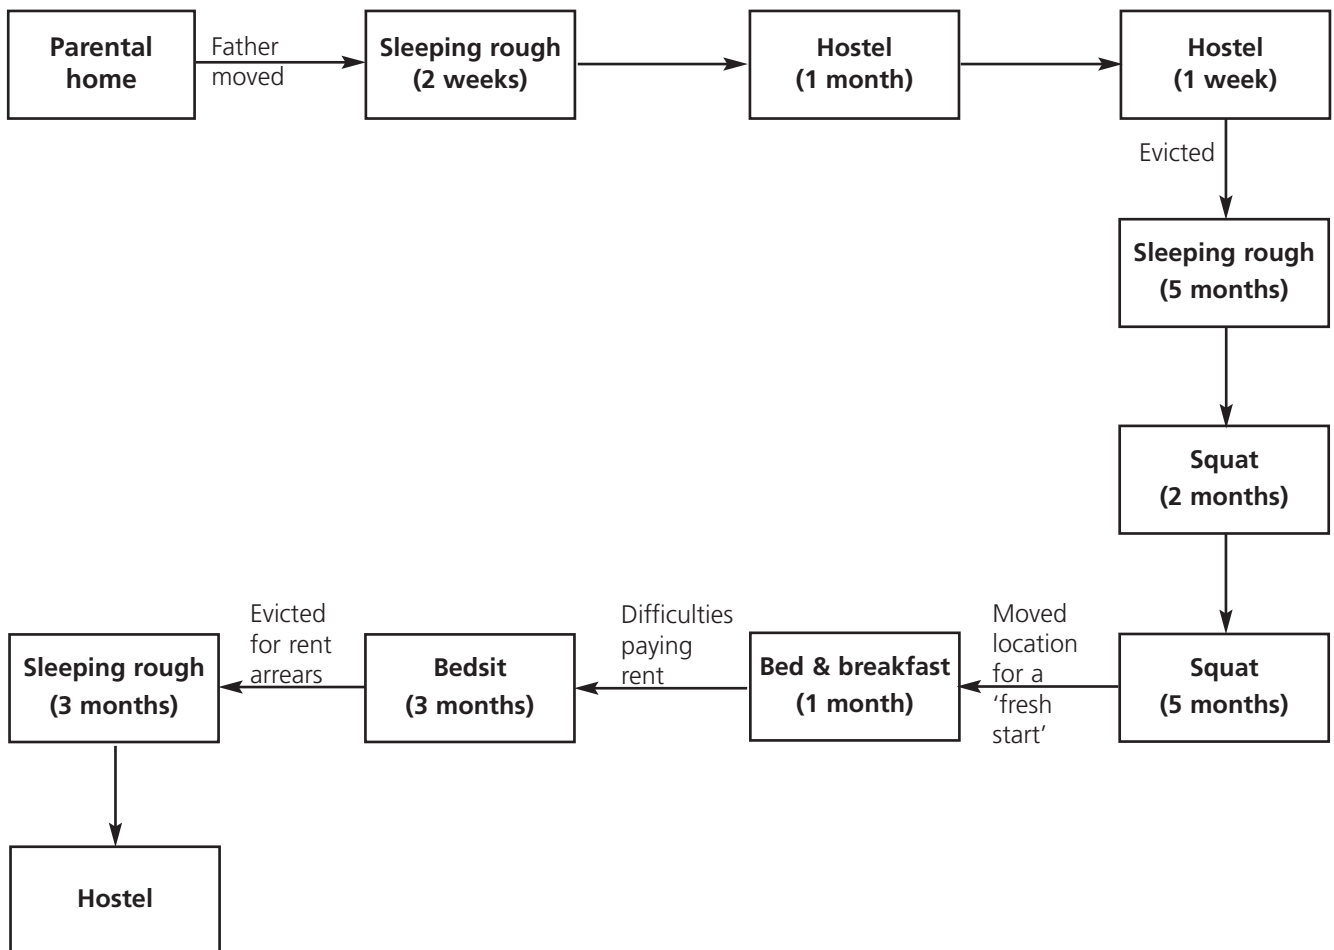 Parental
home
Father
moved
Sleeping rough
(2 weeks)
Hostel
(1 month)
Hostel
(1 week)
Evicted
Sleeping rough
(5 months)
Squat
(2 months)
Squat
(5 months)
Moved
location
for a
‘fresh
start’
Bed & breakfast
(1 month)
Difficulties
paying
rent
Bedsit
(3 months)
Evicted
for rent
arrears
Sleeping rough
(3 months)
Hostel